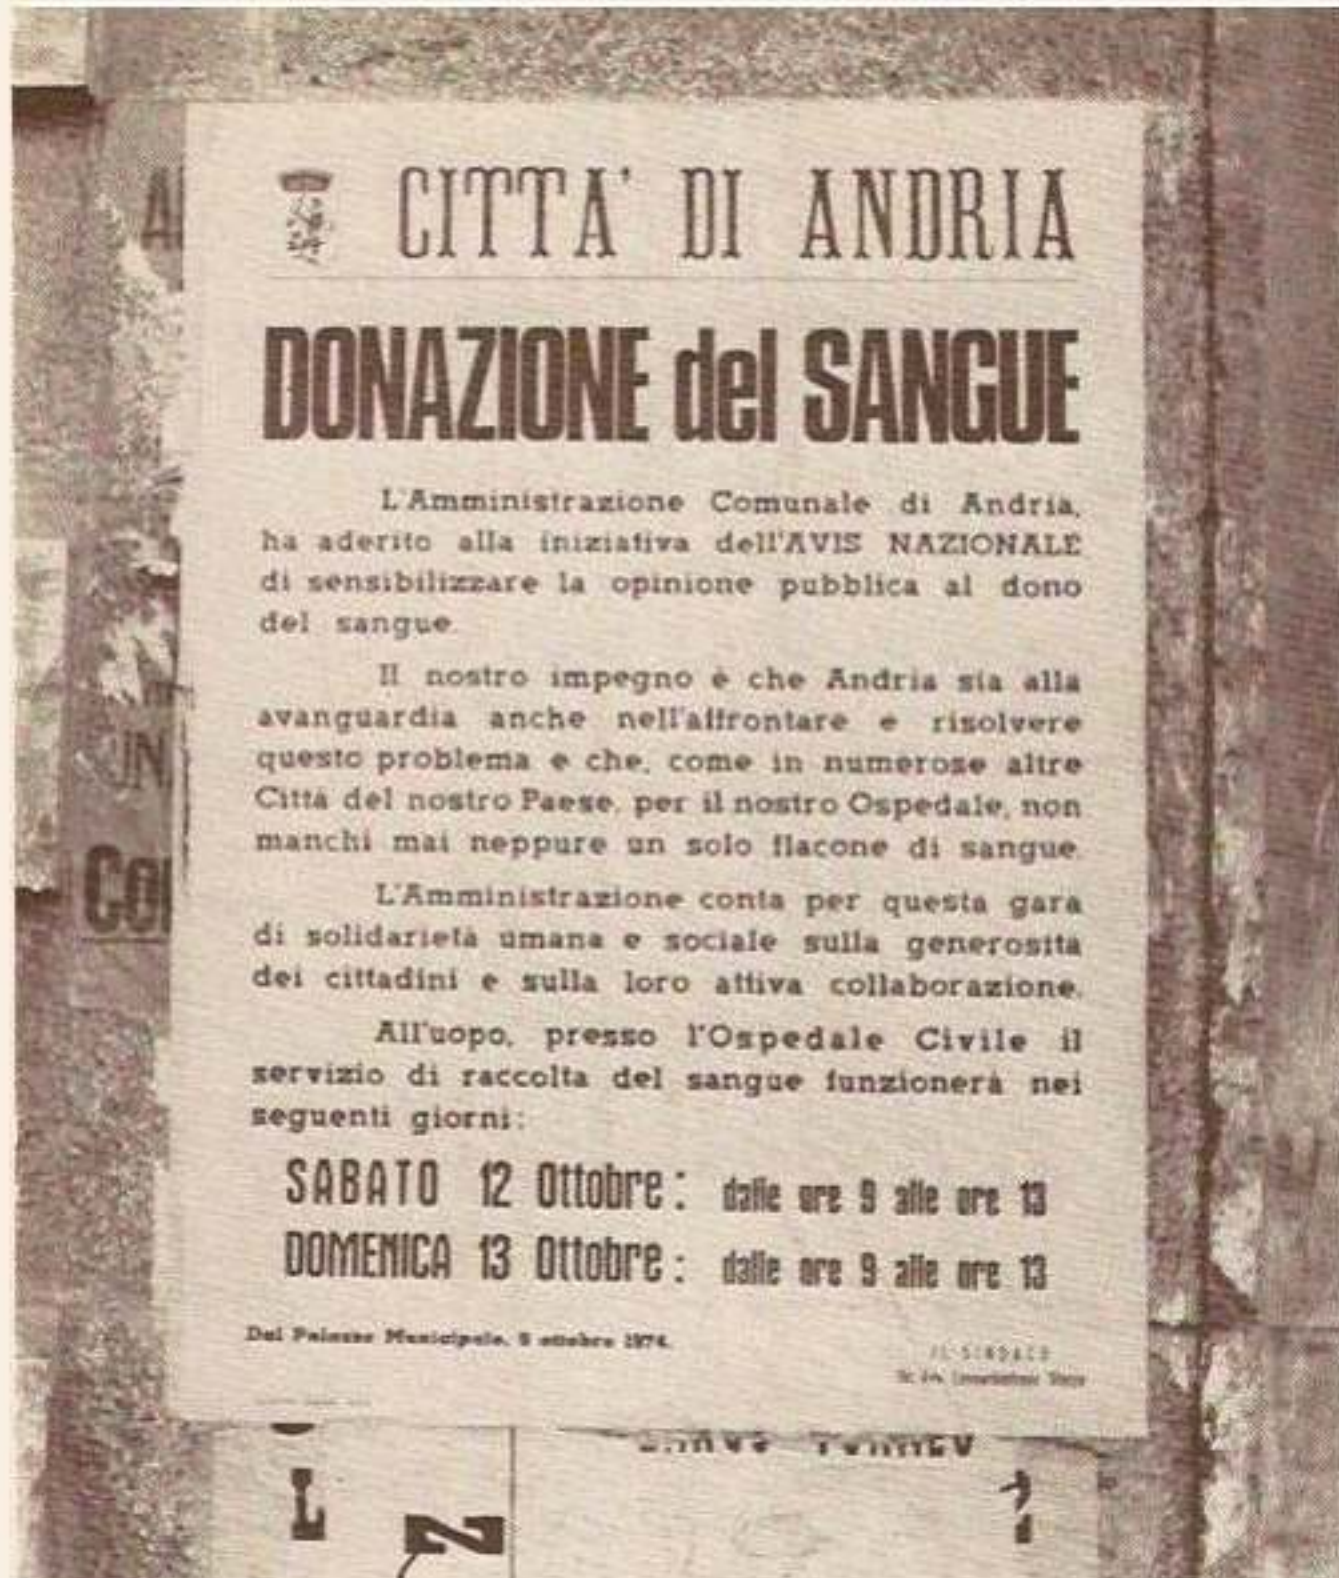 CITTA' DI ANDRIA
DONAZIONE del SANGUE
L'Amministrazione Comunale di Andria,
ha aderito alla iniziativa dell'AVIS NAZIONALE
di sensibilizzare la opinione pubblica al dono
del sangue.
Il nostro impegno è che Andria sia alla
avanguardia anche nell'affrontare e risolvere
questo problema e che, come in numerose altre
Città del nostro Paese, per il nostro Ospedale, non
manchi mai neppure un solo flacone di sangue.
L'Amministrazione conta per questa gara
di solidarietà umana e sociale sulla generosità
dei cittadini e sulla loro attiva collaborazione.
All'uopo, presso l'Ospedale Civile il
servizio di raccolta del sangue funzionerà nei
seguenti giorni:
SABATO 12 Ottobre : dalle ore 9 alle ore 13
DOMENICA 13 Ottobre : dalle ore 9 alle ore 13
Dal Palazzo Municipale, ottobre 1974.
IL SINDACO